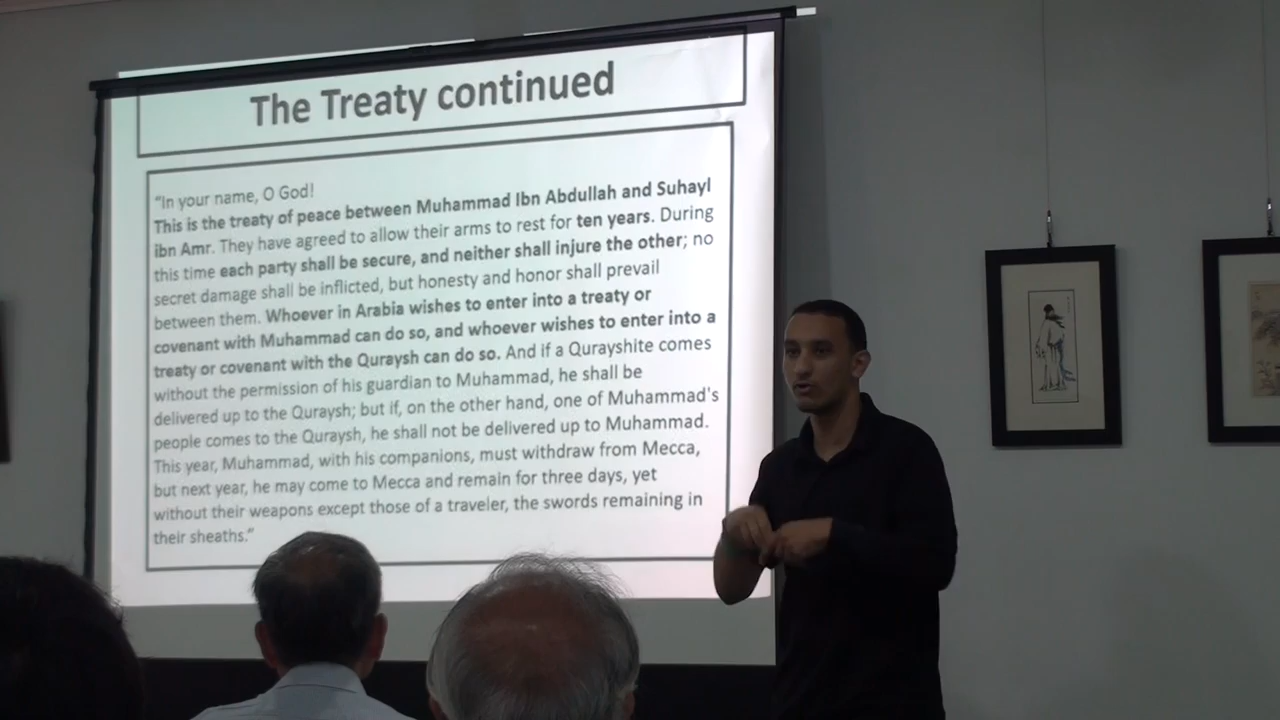 The Treaty continued
“In your name, O God!
This is the treaty of peace between Muhammad Ibn Abdullah and Suhayl
ibn Amr. They have agreed to allow their arms to rest for ten years. During
this time each party shall be secure, and neither shall injure the other; no
secret damage shall be inflicted, but honesty and honor shall prevail
between them. Whoever in Arabia wishes to enter into a treaty or
covenant with Muhammad can do so, and whoever wishes to enter into a
treaty or covenant with the Quraysh can do so. And if a Qurayshite comes
without the permission of his guardian to Muhammad, he shall be
delivered up to the Quraysh; but if, on the other hand, one of Muhammad's
people comes to the Quraysh, he shall not be delivered up to Muhammad.
This year, Muhammad, with his companions, must withdraw from Mecca,
but next year, he may come to Mecca and remain for three days, yet
without their weapons except those of a traveler, the swords remaining in
their sheaths.”